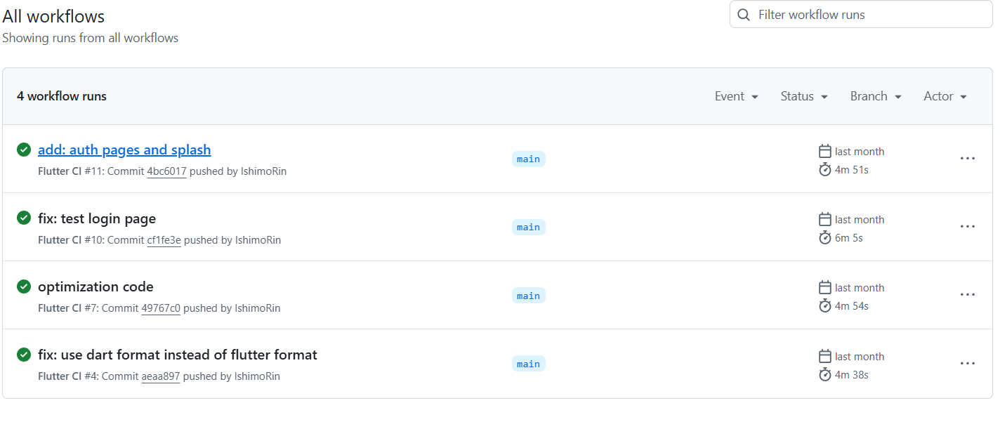 All workflows
Filter workflow runs
Showing runs from all workflows
4 workflow runs
Event
Status
Branch
Actor
add: auth pages and splash
Flutter CI #11: Commit 4bc6017 pushed by IshimoRin
main
last month
4m 51s
fix: test login page
Flutter CI #10: Commit cf1fe3e pushed by IshimoRin
main
last month
6m 5s
optimization code
Flutter CI #7: Commit 49767c0 pushed by IshimoRin
main
last month
4m 54s
fix: use dart format instead of flutter format
Flutter CI #4: Commit aeaa897 pushed by IshimoRin
main
last month
4m 38s